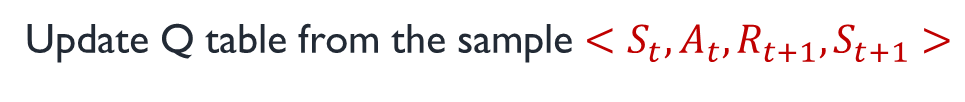 Update Q table from the sample < S_t, A_t, R_{t+1}, S_{t+1} >